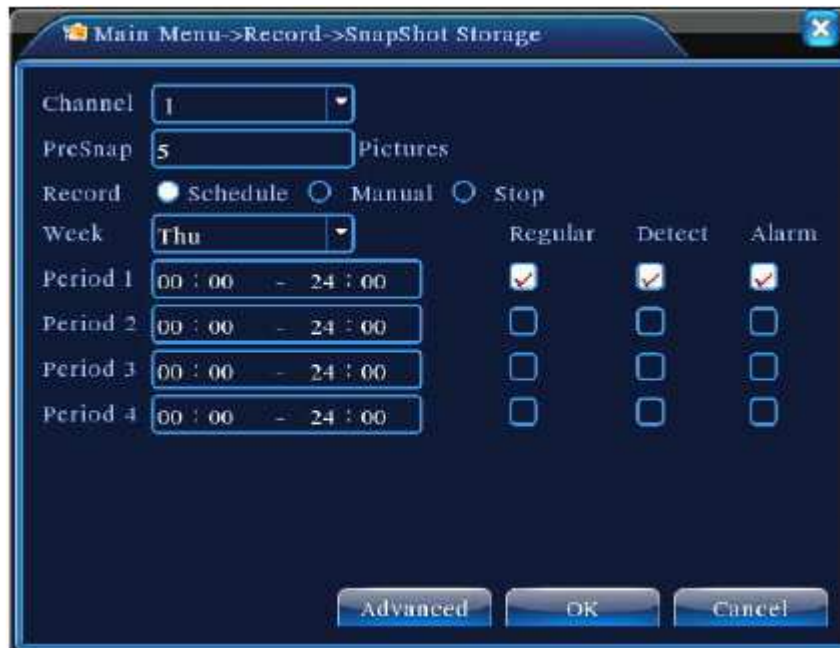 Main Menu->Record->SnapShot Storage
Channel 1
PreSnap 5 Pictures
Record Schedule Manual Stop
Week Thu Regular Detect Alarm
Period 1 00 : 00 - 24 : 00
Period 2 00 : 00 - 24 : 00
Period 3 00 : 00 - 24 : 00
Period 4 00 : 00 - 24 : 00
Advanced OK Cancel